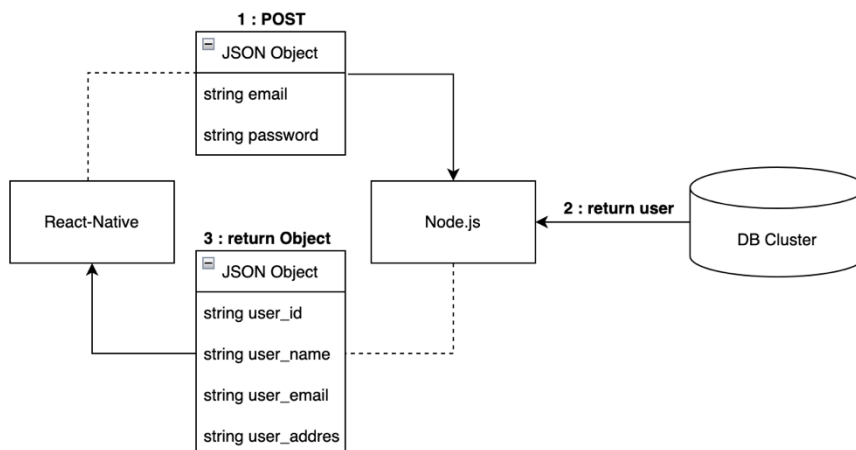 1 : POST
JSON Object
string email
string password
React-Native
Node.js
2 : return user
DB Cluster
3 : return Object
JSON Object
string user_id
string user_name
string user_email
string user_addres